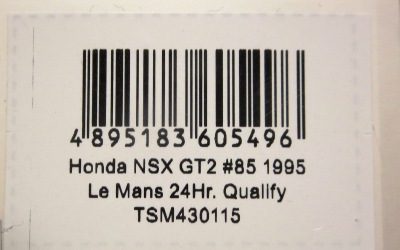 4 895183 605496
Honda NSX GT2 #85 1995
Le Mans 24Hr. Qualify
TSM430115